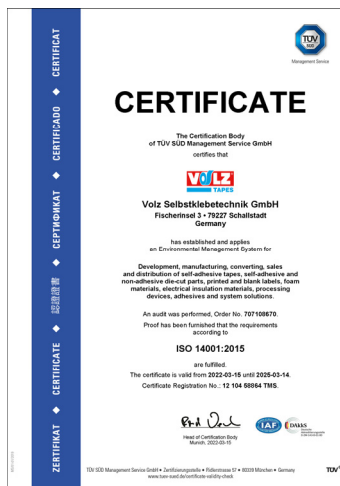 TÜV
SÜD
Management Service
CERTIFICATE
The Certification Body
of TÜV SÜD Management Service GmbH
certifies that
VOLZ
TAPES
Volz Selbstklebetechnik GmbH
Fischerinsel 3 • 79227 Schallstadt
Germany
has established and applies
an Environmental Management System for
Development, manufacturing, converting, sales
and distribution of self-adhesive tapes, self-adhesive and
non-adhesive die-cut parts, printed and blank labels, foam
materials, electrical insulation materials, processing
devices, adhesives and system solutions.
An audit was performed, Order No. 707108670.
Proof has been furnished that the requirements
according to
ISO 14001:2015
are fulfilled.
The certificate is valid from 2022-03-15 until 2025-03-14.
Certificate Registration No.: 12 104 58864 TMS.
Head of Certification Body
Munich, 2022-03-15
IAF
DAkkS
TÜV SÜD Management Service GmbH • Zertifizierungsstelle • Ridlerstrasse 57 • 80339 München • Germany
www.tuev-sued.de/certificate-validity-check
TÜV
ZERTIFIKAT ◆ CERTIFICATE ◆ 認證證書 ◆ СЕРТИФИКАТ ◆ CERTIFICADO ◆ CERTIFICAT